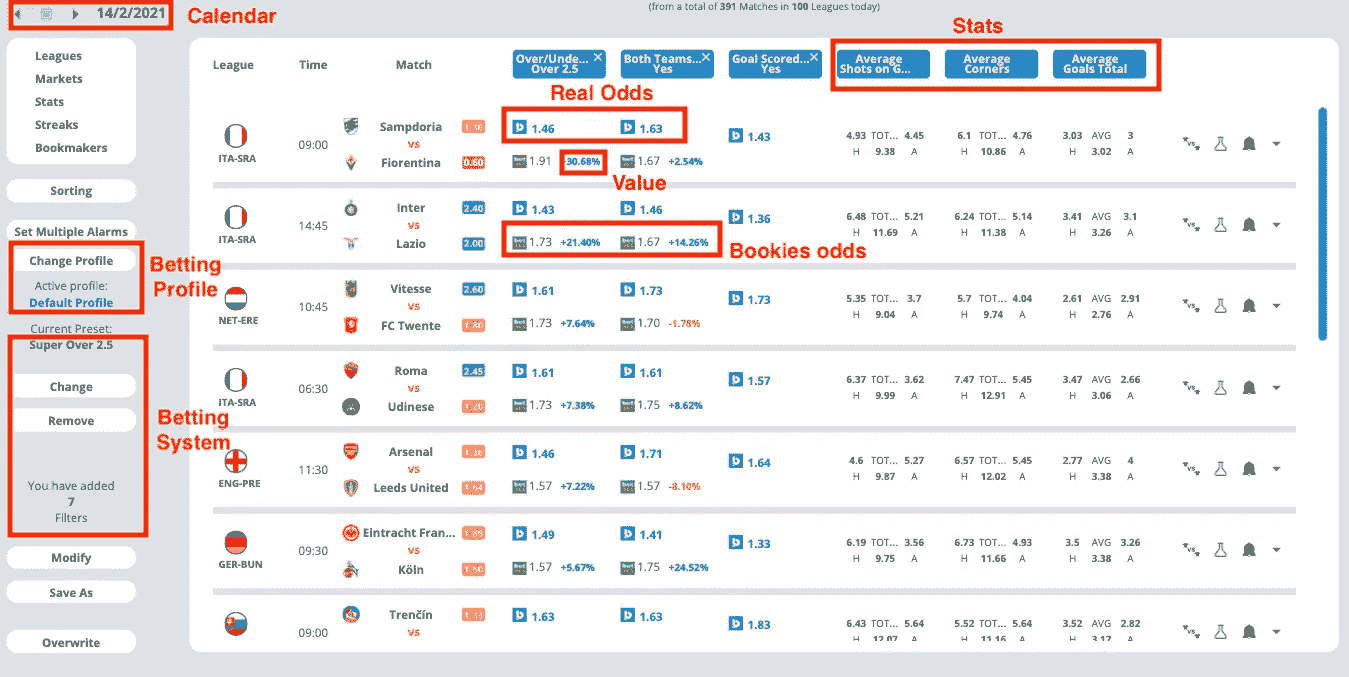 14/2/2021
Calendar
(from a total of 391 Matches in 100 Leagues today)
Leagues
Markets
Stats
Streaks
Bookmakers
Sorting
Set Multiple Alarms
Change Profile
Active profile:
Default Profile
Betting
Profile
Current Preset:
Super Over 2.5
Change
Remove
Betting
System
You have added
7
Filters
Modify
Save As
Overwrite
Stats
League Time Match
Over/Unde... Over 2.5
Both Teams... Yes
Goal Scored... Yes
Average Shots on G...
Average Corners
Average Goals Total
Real Odds
Sampdoria 1.46 1.63
ITA-SRA 09:00 vs 1.43 4.93 TOT... 4.45 6.1 TOT... 4.76 3.03 AVG 3
H 9.38 A H 10.86 A H 3.02 A
Fiorentina 0.60 1.91 -30.68% 1.67 +2.54%
Value
Inter 2.40 1.43 1.46
ITA-SRA 14:45 vs 1.36 6.48 TOT... 5.21 6.24 TOT... 5.14 3.41 AVG 3.1
H 11.69 A H 11.38 A H 3.26 A
Lazio 2.00 1.73 +21.40% 1.67 +14.26%
Bookies odds
Vitesse 2.60 1.61 1.73
NET-ERE 10:45 vs 1.73 5.35 TOT... 3.7 5.7 TOT... 4.04 2.61 AVG 2.91
H 9.04 A H 9.74 A H 2.76 A
FC Twente 1.80 1.73 +7.64% 1.70 -1.78%
Roma 2.45 1.61 1.61
ITA-SRA 06:30 vs 1.57 6.37 TOT... 3.62 7.47 TOT... 5.45 3.47 AVG 2.66
H 9.99 A H 12.91 A H 3.06 A
Udinese 1.73 +7.38% 1.75 +8.62%
Arsenal 1.46 1.71
ENG-PRE 11:30 vs 1.64 4.6 TOT... 5.27 6.57 TOT... 5.45 2.77 AVG 4
H 9.87 A H 12.02 A H 3.38 A
Leeds United 1.64 1.57 +7.22% 1.57 -8.10%
Eintracht Fran... 1.49 1.41
GER-BUN 09:30 vs 1.33 6.19 TOT... 3.56 6.73 TOT... 4.93 3.5 AVG 3.26
H 9.75 A H 11.66 A H 3.38 A
Köln 1.57 +5.67% 1.75 +24.52%
Trenčín 1.63 1.63
09:00 vs 1.83 6.43 TOT... 5.64 5.52 TOT... 5.64 3.52 AVG 2.82
H 12.07 A H 11.16 A H 3.17 A